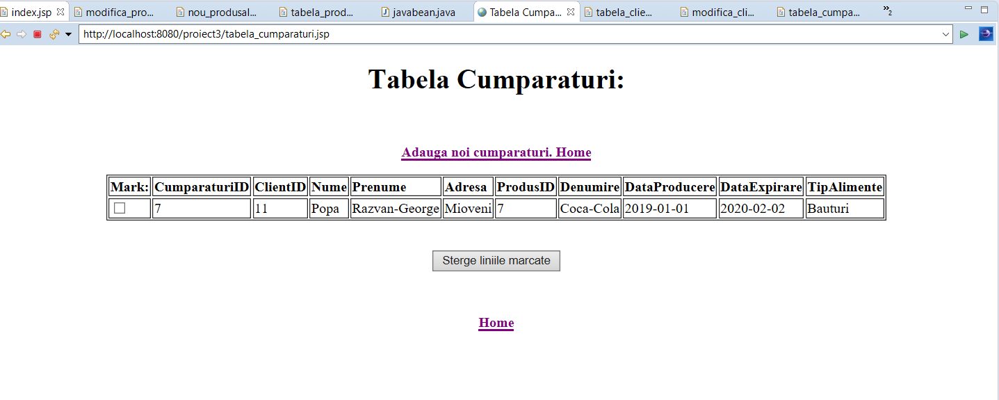 index.jsp modifica_pro... nou_produsal... tabela_prod... javabean.java Tabela Cumpa... tabela_clie... modifica_cli... tabela_cumpa... »2
http://localhost:8080/proiect3/tabela_cumparaturi.jsp
Tabela Cumparaturi:
Adauga noi cumparaturi. Home
Mark: CumparaturiID ClientID Nume Prenume Adresa ProdusID Denumire DataProducere DataExpirare TipAlimente
7 11 Popa Razvan-George Mioveni 7 Coca-Cola 2019-01-01 2020-02-02 Bauturi
Sterge liniile marcate
Home